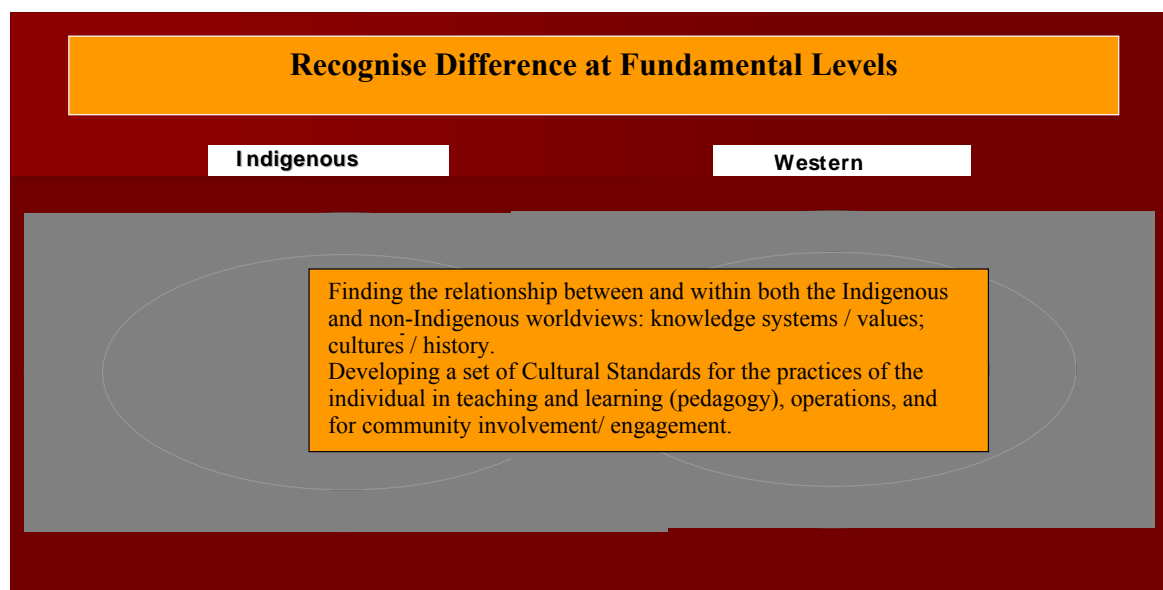 Recognise Difference at Fundamental Levels
Indigenous
Western
Finding the relationship between and within both the Indigenous
and non-Indigenous worldviews: knowledge systems / values;
cultures / history.
Developing a set of Cultural Standards for the practices of the
individual in teaching and learning (pedagogy), operations, and
for community involvement/ engagement.